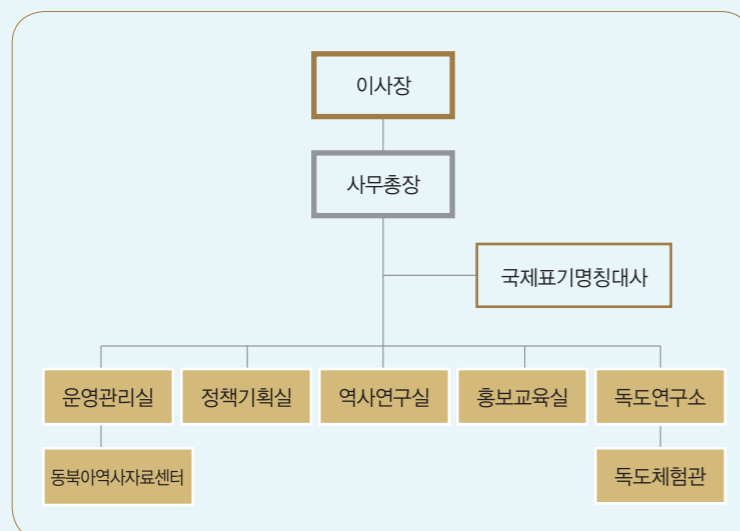 이사장
사무총장
국제표기명칭대사
운영관리실
정책기획실
역사연구실
홍보교육실
독도연구소
동북아역사자료센터
독도체험관